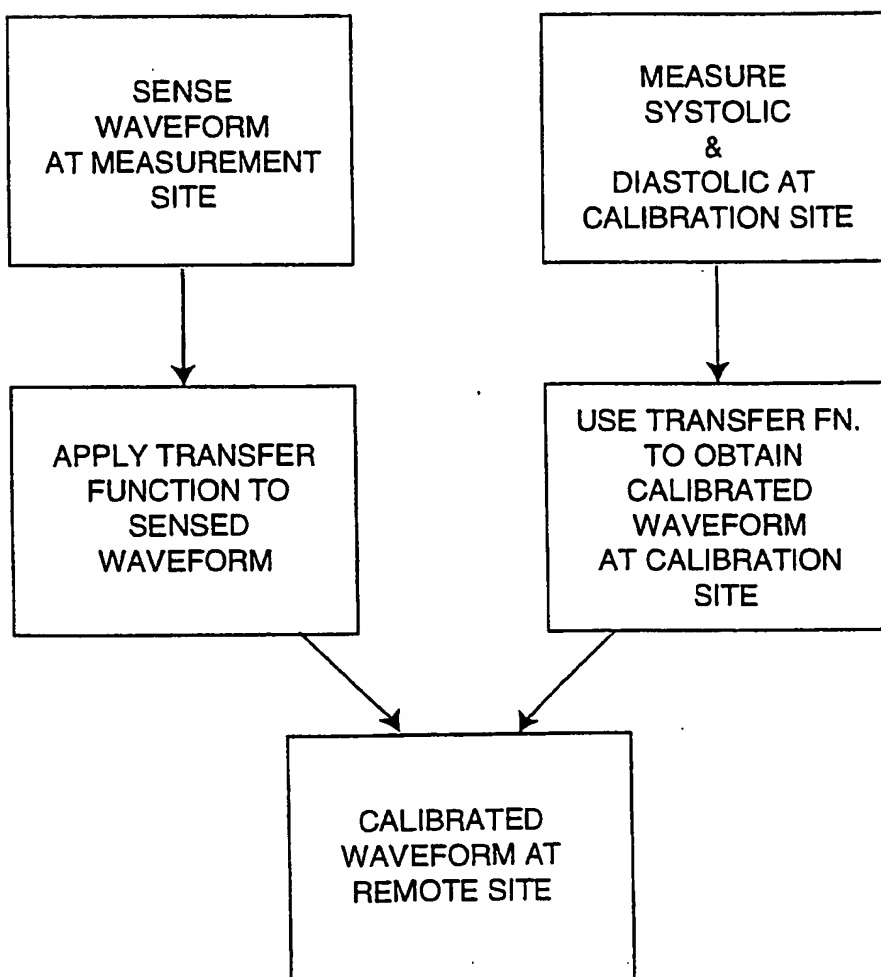 SENSE
WAVEFORM
AT MEASUREMENT
SITE
MEASURE
SYSTOLIC
&
DIASTOLIC AT
CALIBRATION SITE
APPLY TRANSFER
FUNCTION TO
SENSED
WAVEFORM
USE TRANSFER FN.
TO OBTAIN
CALIBRATED
WAVEFORM
AT CALIBRATION
SITE
CALIBRATED
WAVEFORM AT
REMOTE SITE